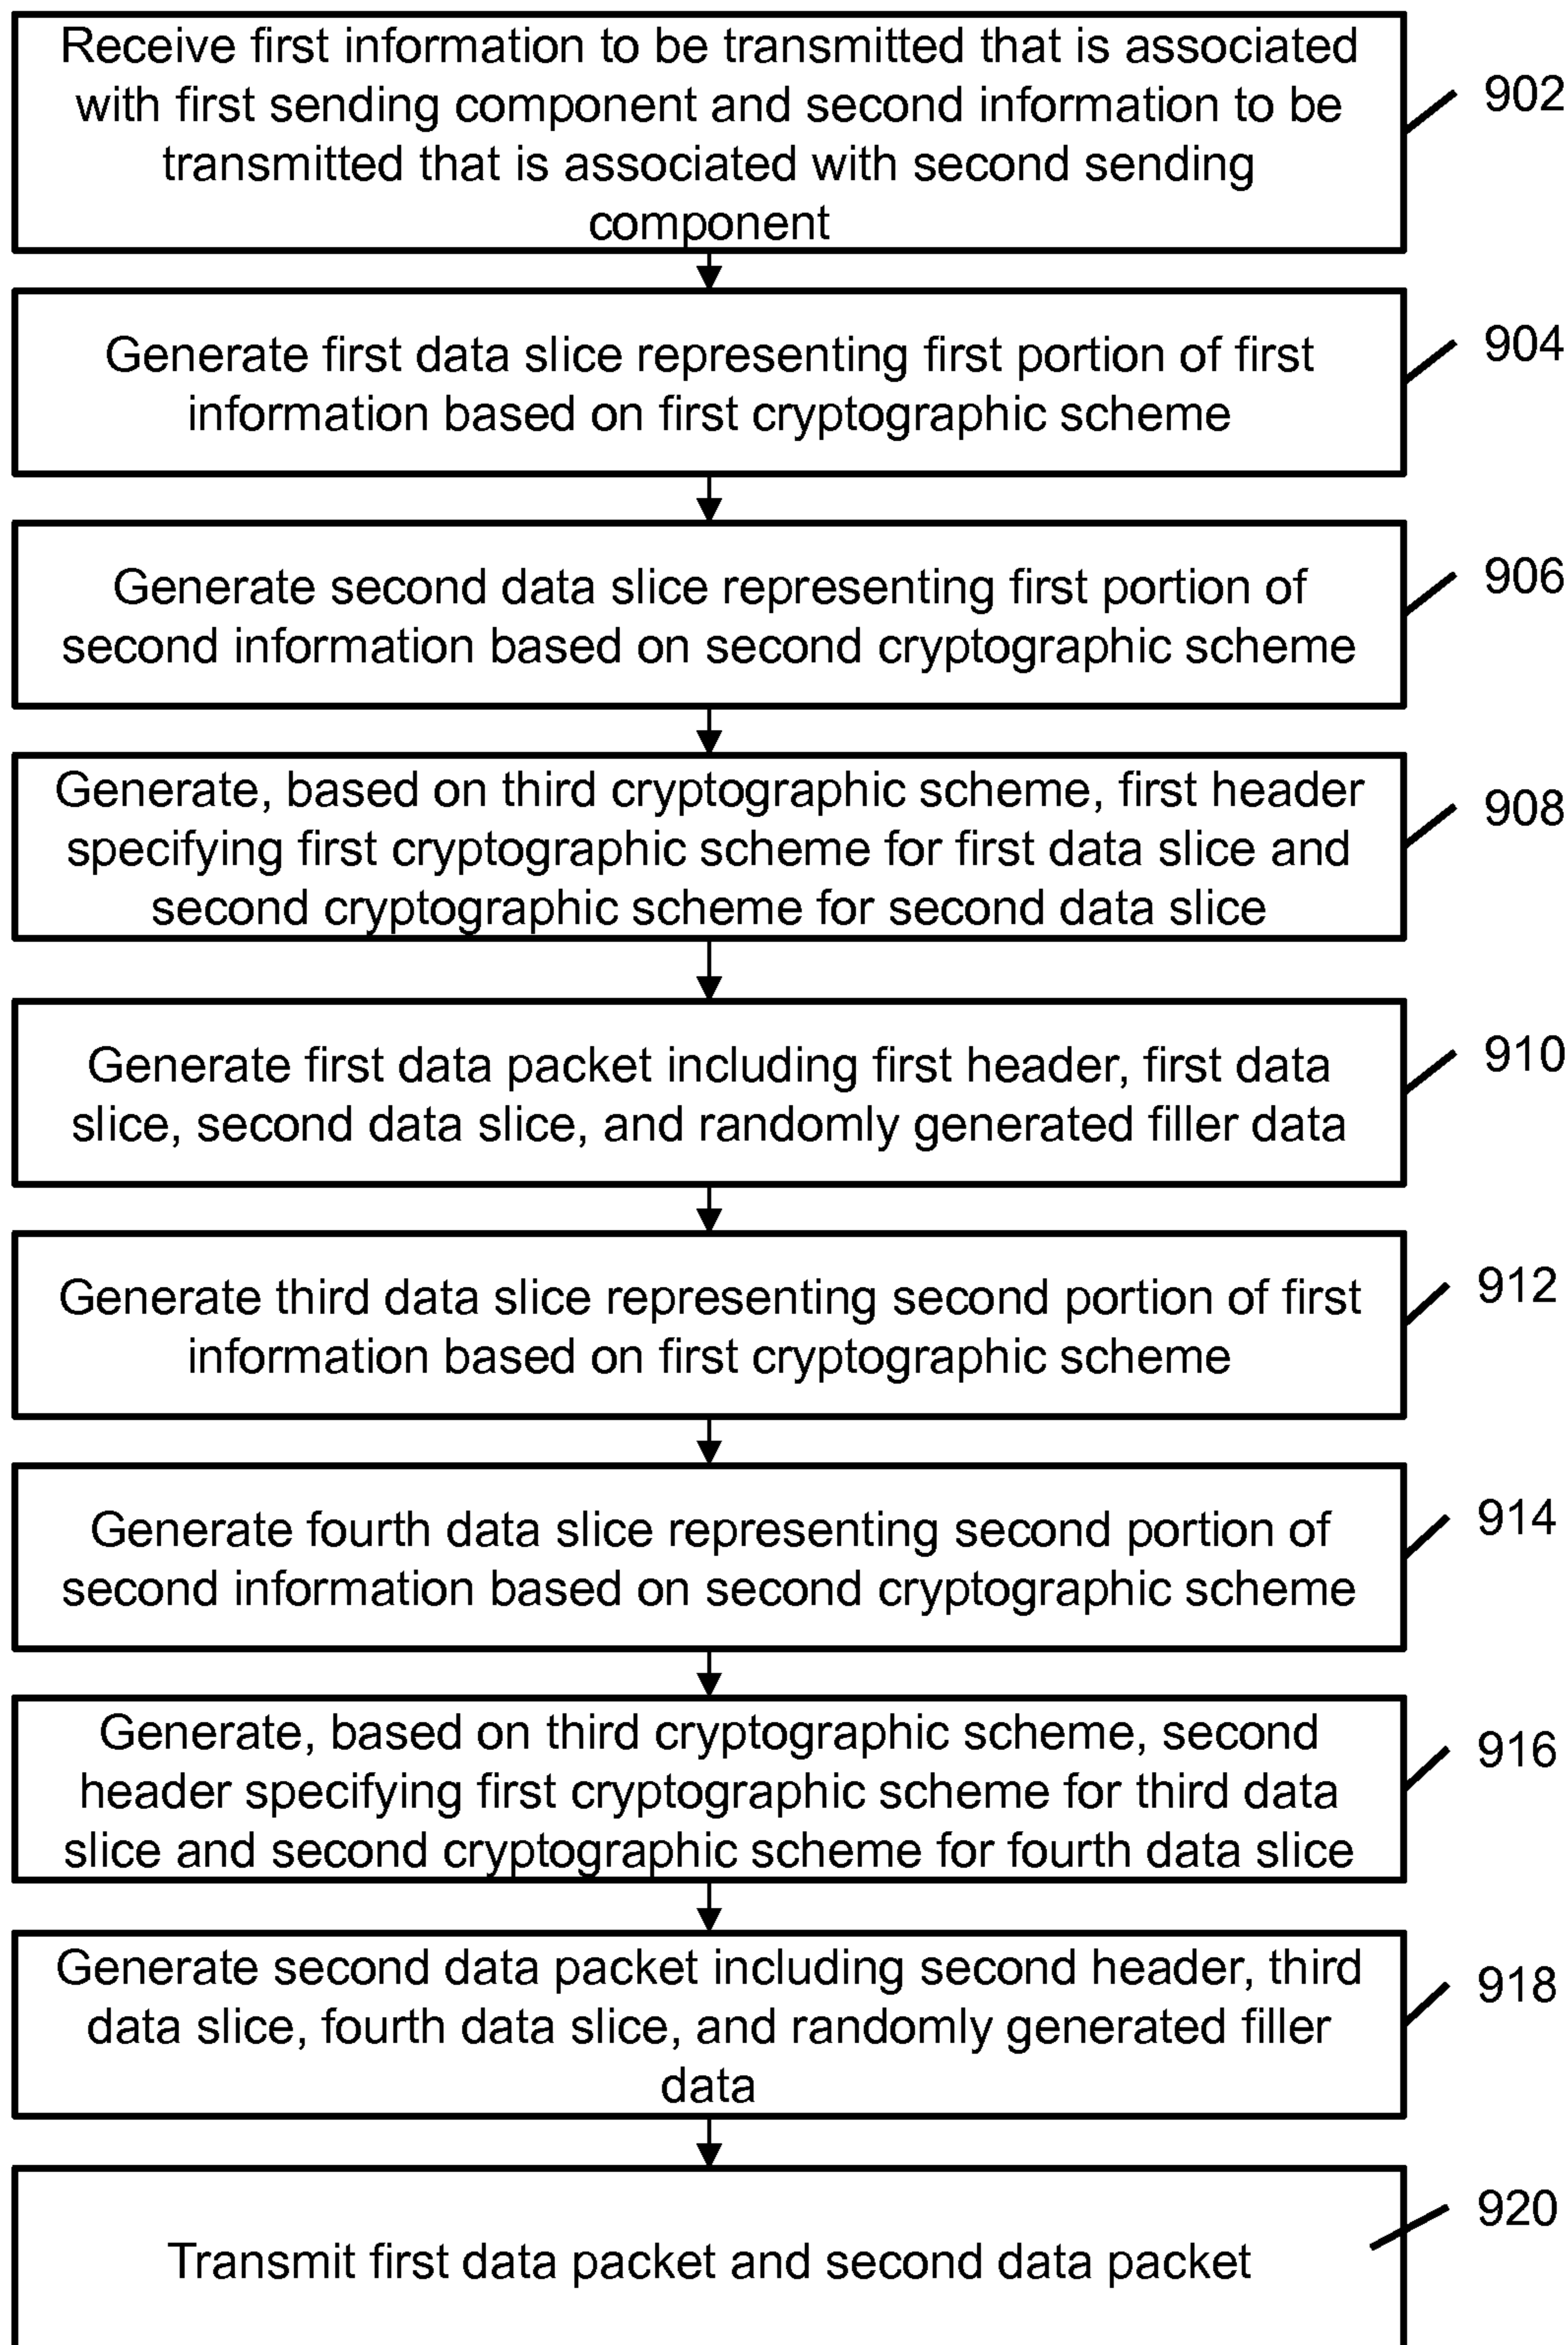 Receive first information to be transmitted that is associated
with first sending component and second information to be
transmitted that is associated with second sending
component
902
Generate first data slice representing first portion of first
information based on first cryptographic scheme
904
Generate second data slice representing first portion of
second information based on second cryptographic scheme
906
Generate, based on third cryptographic scheme, first header
specifying first cryptographic scheme for first data slice and
second cryptographic scheme for second data slice
908
Generate first data packet including first header, first data
slice, second data slice, and randomly generated filler data
910
Generate third data slice representing second portion of first
information based on first cryptographic scheme
912
Generate fourth data slice representing second portion of
second information based on second cryptographic scheme
914
Generate, based on third cryptographic scheme, second
header specifying first cryptographic scheme for third data
slice and second cryptographic scheme for fourth data slice
916
Generate second data packet including second header, third
data slice, fourth data slice, and randomly generated filler
data
918
Transmit first data packet and second data packet
920